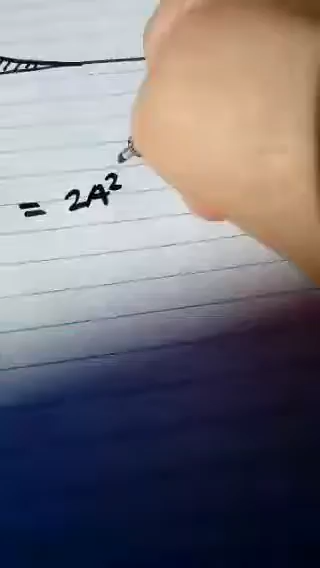 = 2A²